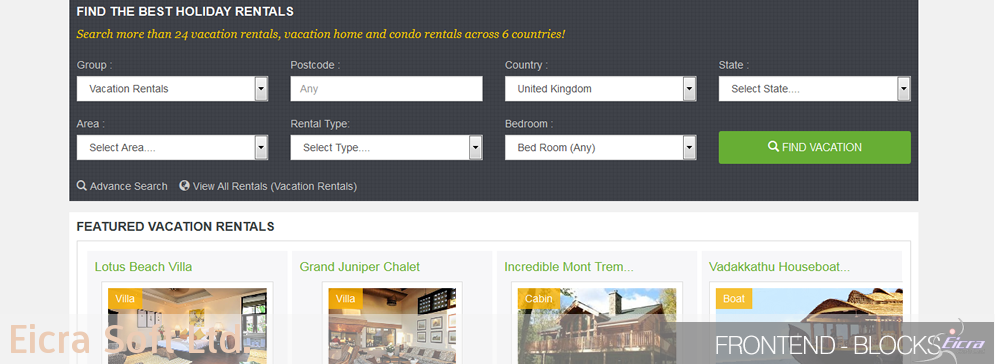 FIND THE BEST HOLIDAY RENTALS
Search more than 24 vacation rentals, vacation home and condo rentals across 6 countries!
Group : Postcode : Country : State :
Vacation Rentals Any United Kingdom Select State....
Area : Rental Type: Bedroom :
Select Area.... Select Type.... Bed Room (Any) FIND VACATION
Advance Search View All Rentals (Vacation Rentals)
FEATURED VACATION RENTALS
Lotus Beach Villa Grand Juniper Chalet Incredible Mont Trem... Vadakkathu Houseboat...
Villa Villa Cabin Boat
Eicra Soft Ltd FRONTEND - BLOCKS Eicra